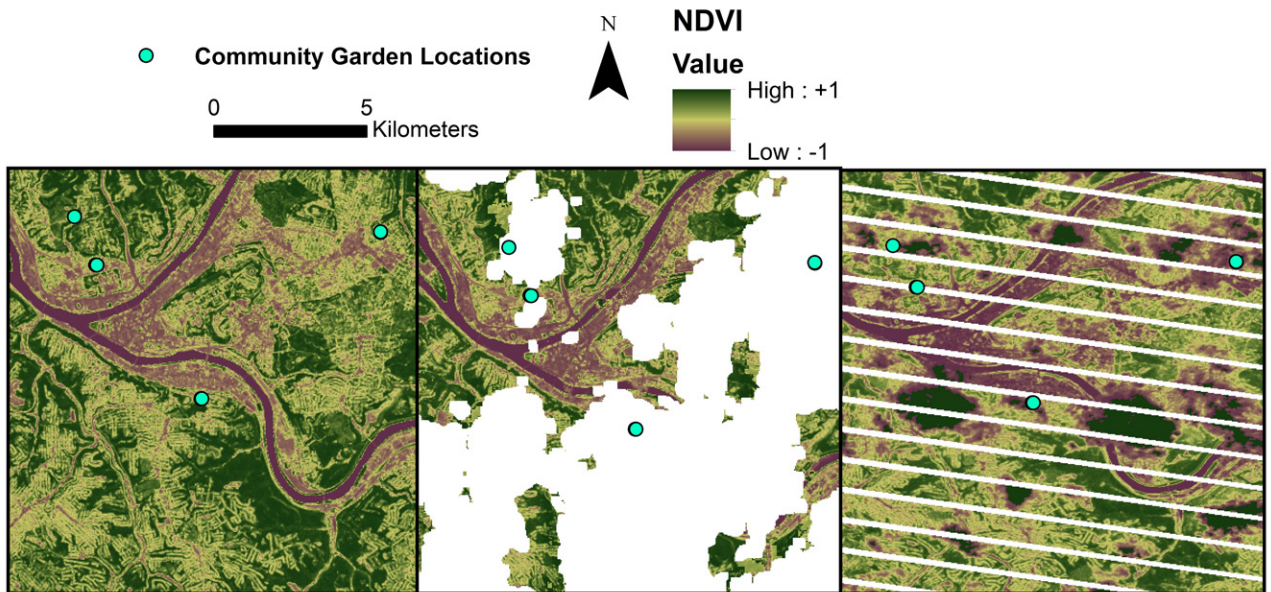 Community Garden Locations
0 5
Kilometers
N
NDVI
Value
High : +1
Low : -1